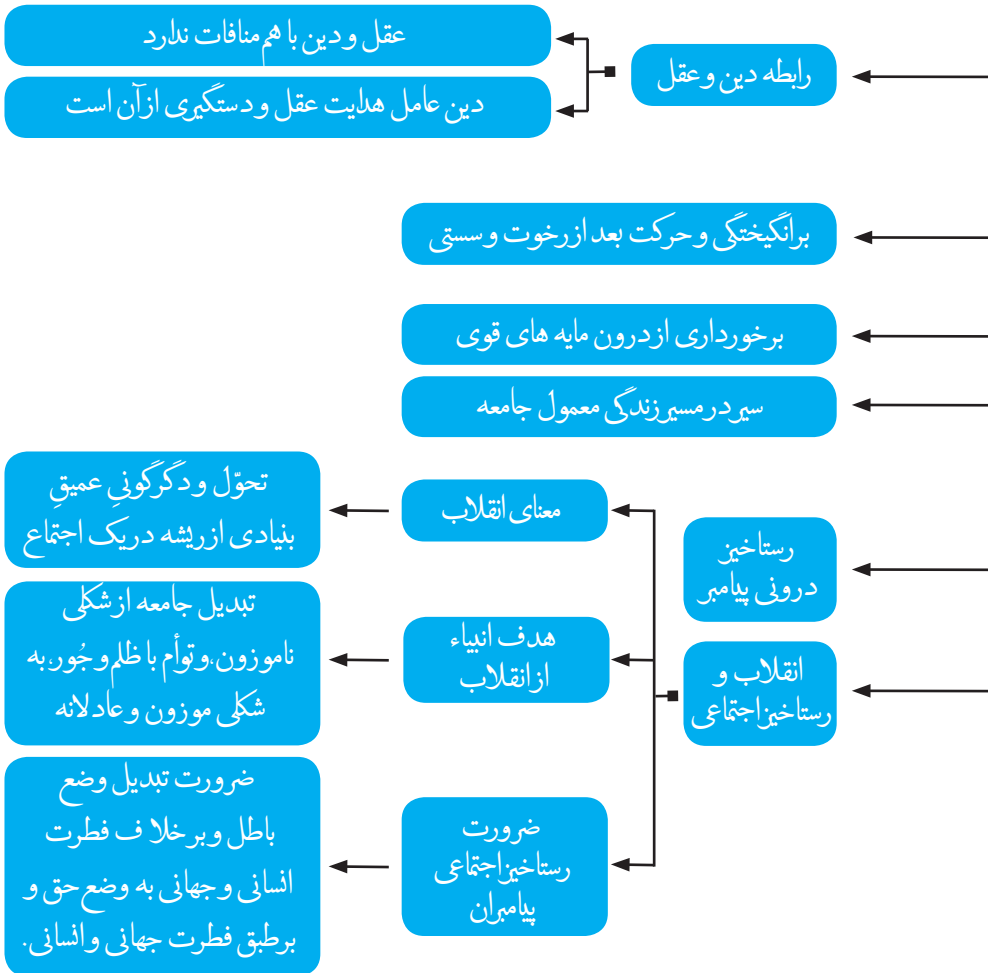 رابطه دین و عقل
عقل و دین با هم منافات ندارد
دین عامل هدایت عقل و دستگیری از آن است
برانگیختگی و حرکت بعد از رخوت و سستی
برخورداری از درون مایه های قوی
سیر در مسیر زندگی معمول جامعه
رستاخیز
درونی پیامبر
انقلاب و
رستاخیز اجتماعی
معنای انقلاب
تحوّل و دگرگونیِ عمیقِ
بنیادی از ریشه در یک اجتماع
هدف انبیاء
از انقلاب
تبدیل جامعه از شکلی
ناموزون، و توأم با ظلم و جُور، به
شکلی موزون و عادلانه
ضرورت
رستاخیز اجتماعی
پیامبران
ضرورت تبدیل وضع
باطل و بر خلا ف فطرت
انسانی و جهانی به وضع حق و
برطبق فطرت جهانی و انسانی.